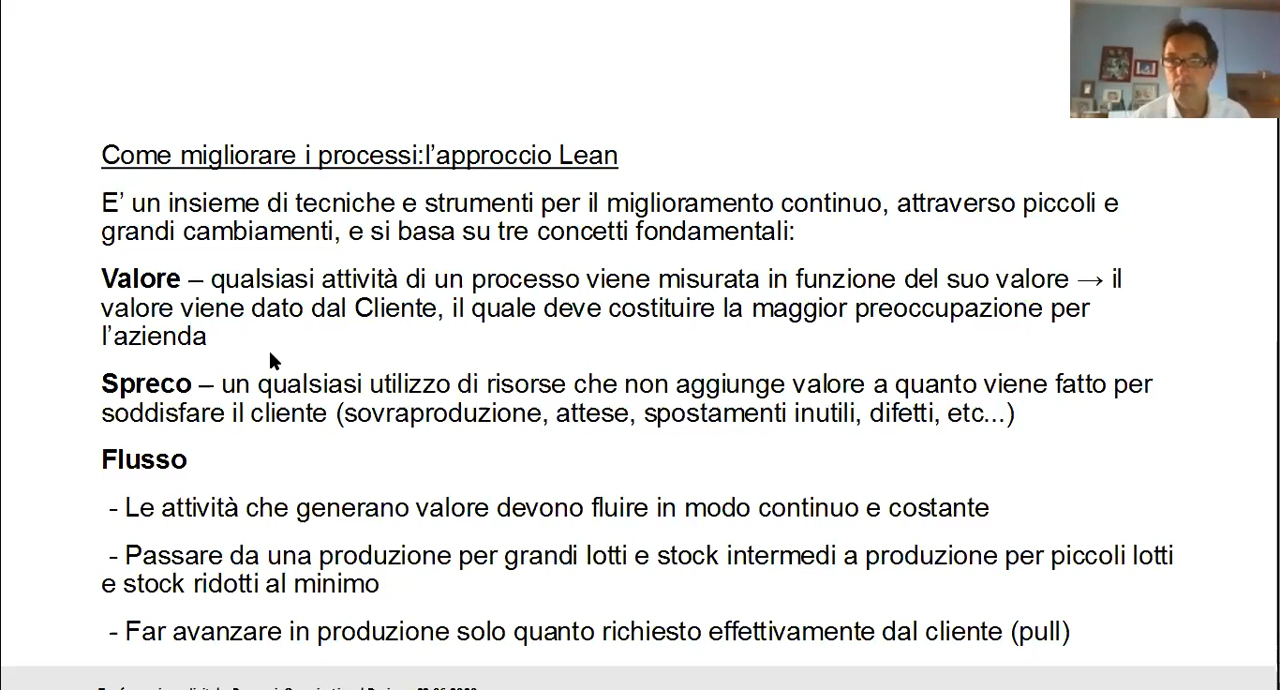 Come migliorare i processi:l’approccio Lean
E’ un insieme di tecniche e strumenti per il miglioramento continuo, attraverso piccoli e
grandi cambiamenti, e si basa su tre concetti fondamentali:
Valore – qualsiasi attività di un processo viene misurata in funzione del suo valore → il
valore viene dato dal Cliente, il quale deve costituire la maggior preoccupazione per
l’azienda
Spreco – un qualsiasi utilizzo di risorse che non aggiunge valore a quanto viene fatto per
soddisfare il cliente (sovraproduzione, attese, spostamenti inutili, difetti, etc...)
Flusso
- Le attività che generano valore devono fluire in modo continuo e costante
- Passare da una produzione per grandi lotti e stock intermedi a produzione per piccoli lotti
e stock ridotti al minimo
- Far avanzare in produzione solo quanto richiesto effettivamente dal cliente (pull)